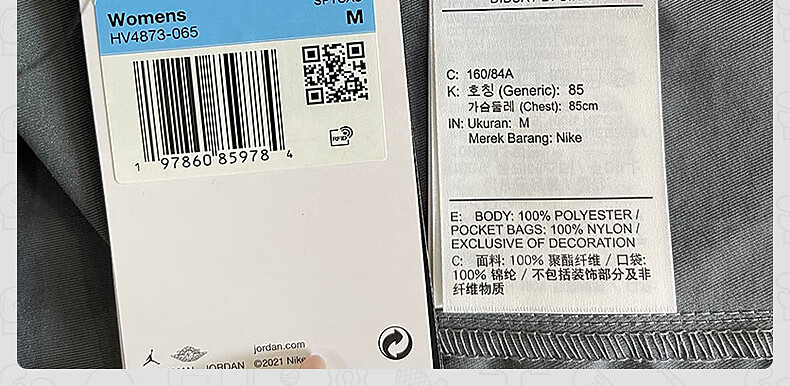 Womens
M
HV4873-065
RFID
1 97860 85978 4
jordan.com
JORDAN ©2021 Nike
C: 160/84A
K: 호칭 (Generic): 85
가슴둘레 (Chest): 85cm
IN: Ukuran: M
Merek Barang: Nike
E: BODY: 100% POLYESTER /
POCKET BAGS: 100% NYLON /
EXCLUSIVE OF DECORATION
C: 面料: 100% 聚酯纤维 / 口袋:
100% 锦纶 / 不包括装饰部分及非
纤维物质